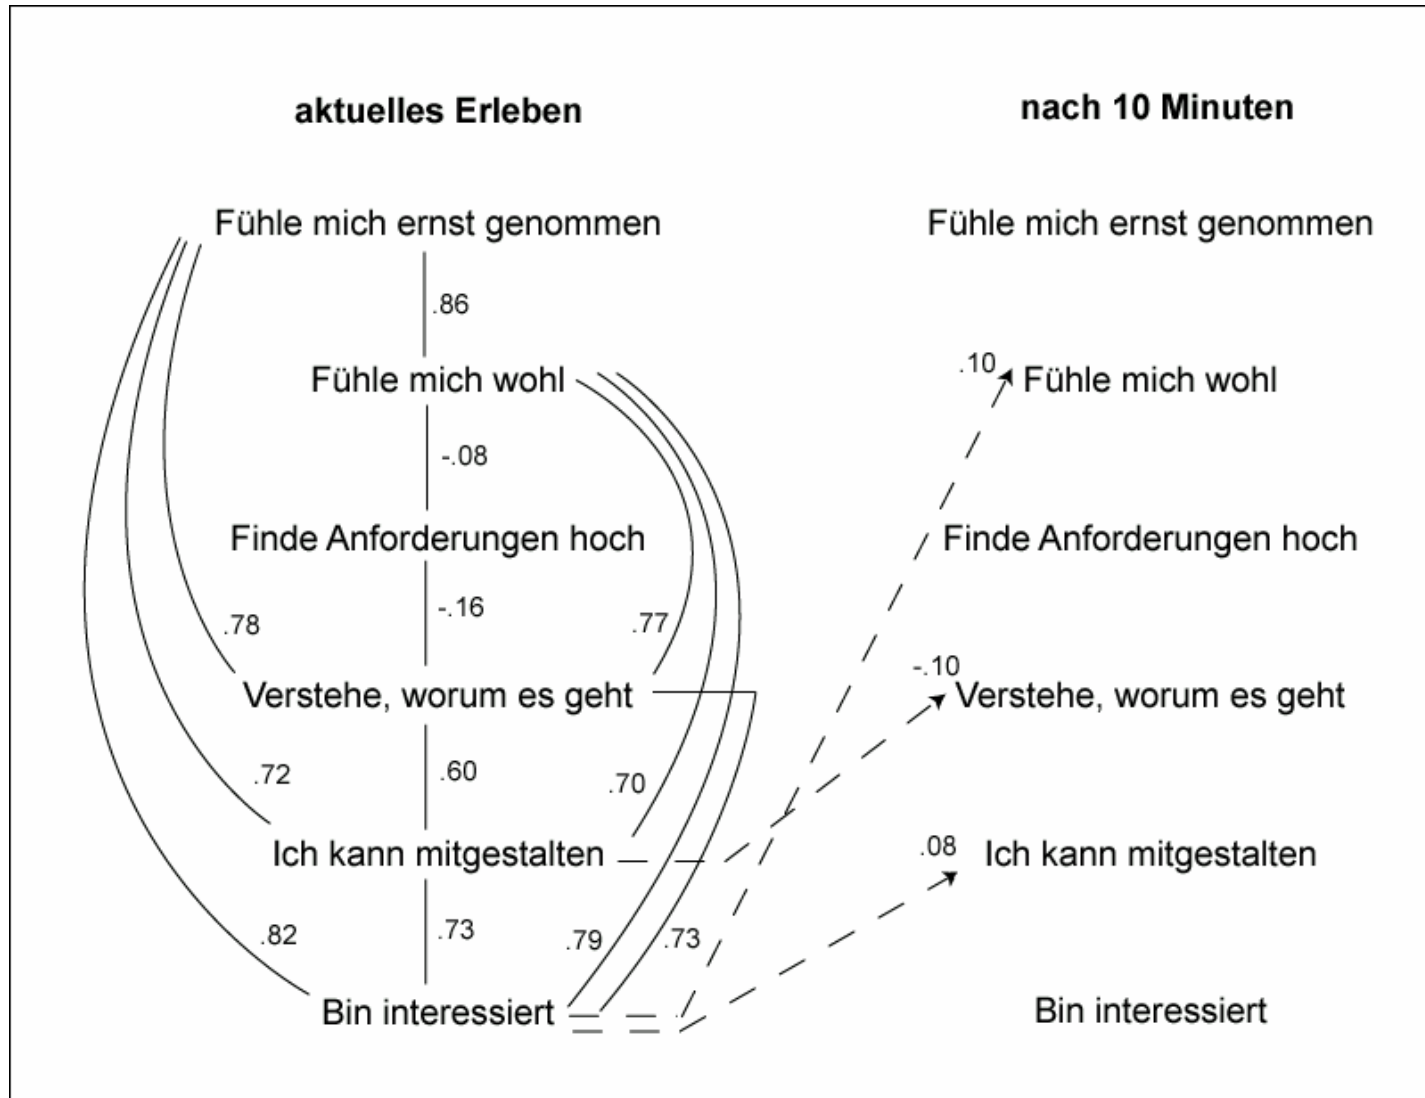 aktuelles Erleben
nach 10 Minuten
Fühle mich ernst genommen
Fühle mich ernst genommen
.86
Fühle mich wohl
.10
Fühle mich wohl
-.08
Finde Anforderungen hoch
Finde Anforderungen hoch
-.16
.78
.77
Verstehe, worum es geht
-.10
Verstehe, worum es geht
.72
.60
.70
Ich kann mitgestalten
.08
Ich kann mitgestalten
.82
.73
.79
.73
Bin interessiert
Bin interessiert